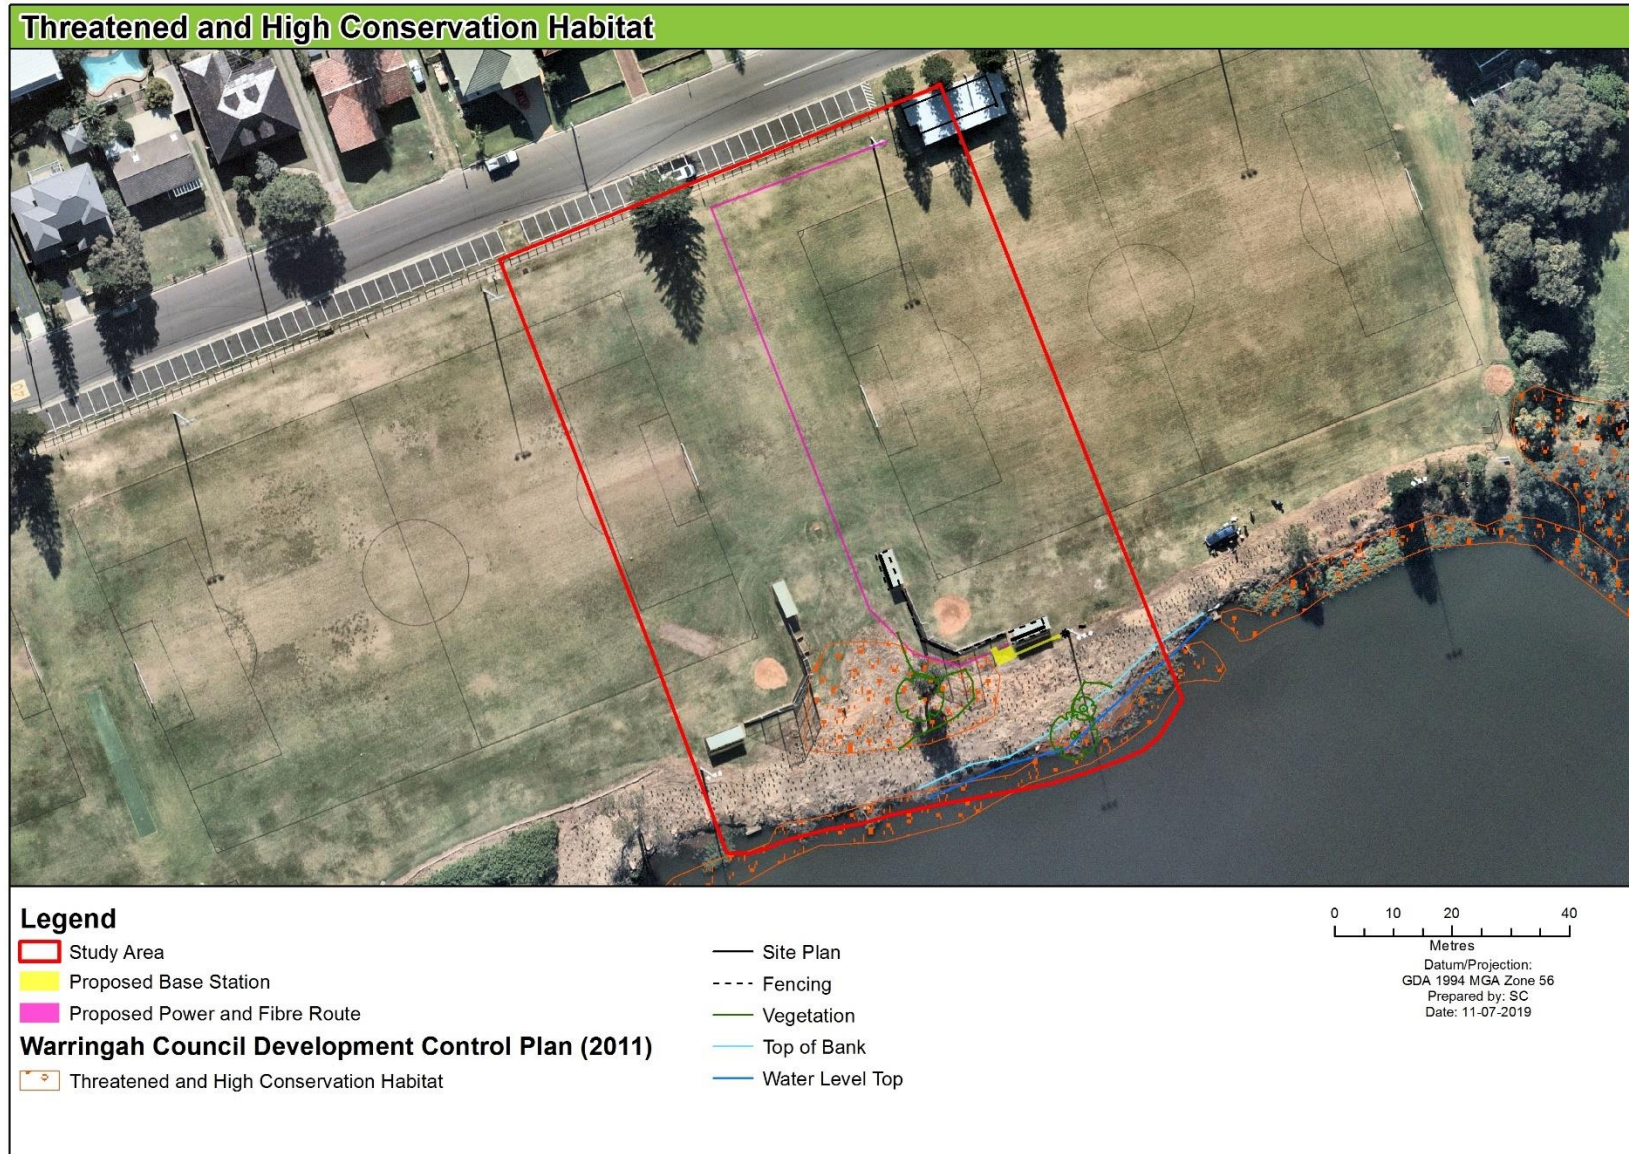 Threatened and High Conservation Habitat
Legend
Study Area
Proposed Base Station
Proposed Power and Fibre Route
Warringah Council Development Control Plan (2011)
Threatened and High Conservation Habitat
Site Plan
Fencing
Vegetation
Top of Bank
Water Level Top
0 10 20 40
Metres
Datum/Projection:
GDA 1994 MGA Zone 56
Prepared by: SC
Date: 11-07-2019